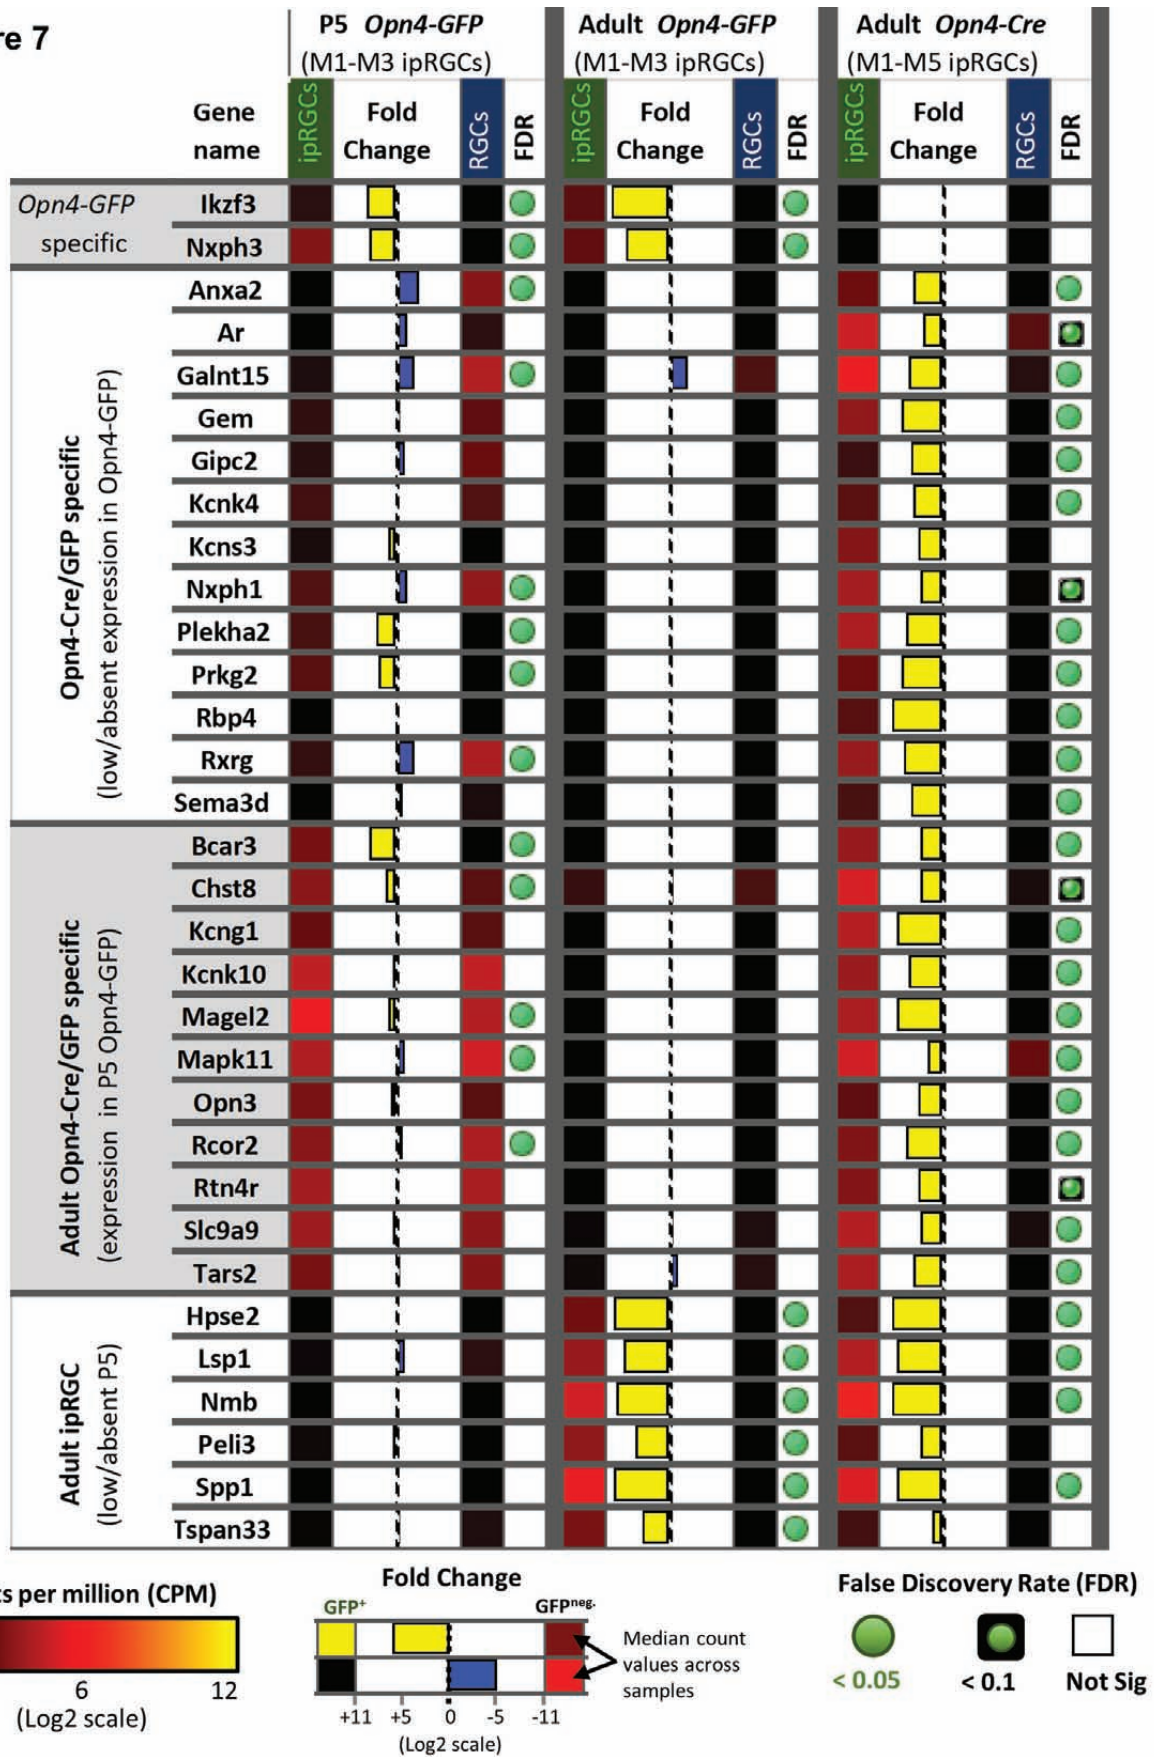 re 7
P5 Opn4-GFP
(M1-M3 ipRGCs)
Adult Opn4-GFP
(M1-M3 ipRGCs)
Adult Opn4-Cre
(M1-M5 ipRGCs)
Gene name
ipRGCs
Fold Change
RGCs
FDR
ipRGCs
Fold Change
RGCs
FDR
ipRGCs
Fold Change
RGCs
FDR
Opn4-GFP
specific
Ikzf3
Nxph3
Opn4-Cre/GFP specific
(low/absent expression in Opn4-GFP)
Anxa2
Ar
Galnt15
Gem
Gipc2
Kcnk4
Kcns3
Nxph1
Plekha2
Prkg2
Rbp4
Rxrg
Sema3d
Adult Opn4-Cre/GFP specific
(expression in P5 Opn4-GFP)
Bcar3
Chst8
Kcng1
Kcnk10
Magel2
Mapk11
Opn3
Rcor2
Rtn4r
Slc9a9
Tars2
Adult ipRGC
(low/absent P5)
Hpse2
Lsp1
Nmb
Peli3
Spp1
Tspan33
ts per million (CPM)
6 12
(Log2 scale)
Fold Change
GFP+ GFPneg.
+11 +5 0 -5 -11
(Log2 scale)
Median count
values across
samples
False Discovery Rate (FDR)
< 0.05 < 0.1 Not Sig